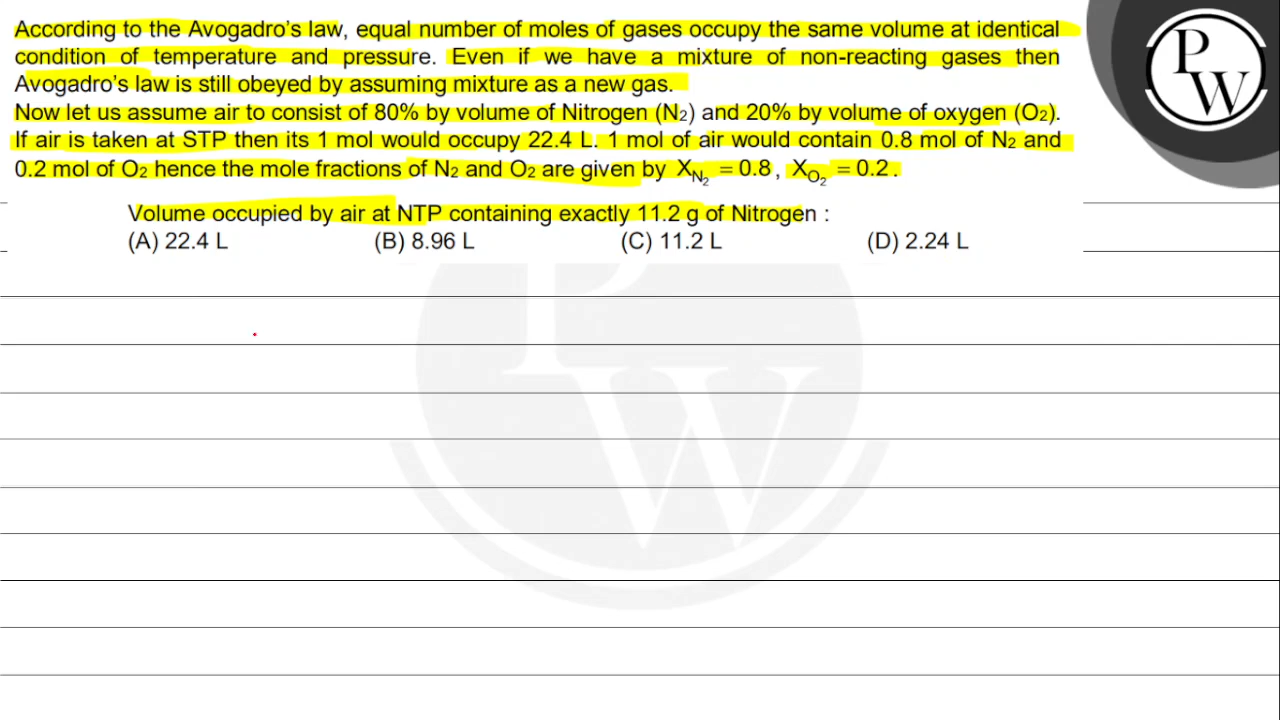 According to the Avogadro's law, equal number of moles of gases occupy the same volume at identical
condition of temperature and pressure. Even if we have a mixture of non-reacting gases then
Avogadro's law is still obeyed by assuming mixture as a new gas.
Now let us assume air to consist of 80% by volume of Nitrogen (N₂) and 20% by volume of oxygen (O₂).
If air is taken at STP then its 1 mol would occupy 22.4 L. 1 mol of air would contain 0.8 mol of N₂ and
0.2 mol of O₂ hence the mole fractions of N₂ and O₂ are given by X_N₂ = 0.8, X_O₂ = 0.2.
Volume occupied by air at NTP containing exactly 11.2 g of Nitrogen :
(A) 22.4 L (B) 8.96 L (C) 11.2 L (D) 2.24 L
PW
PW